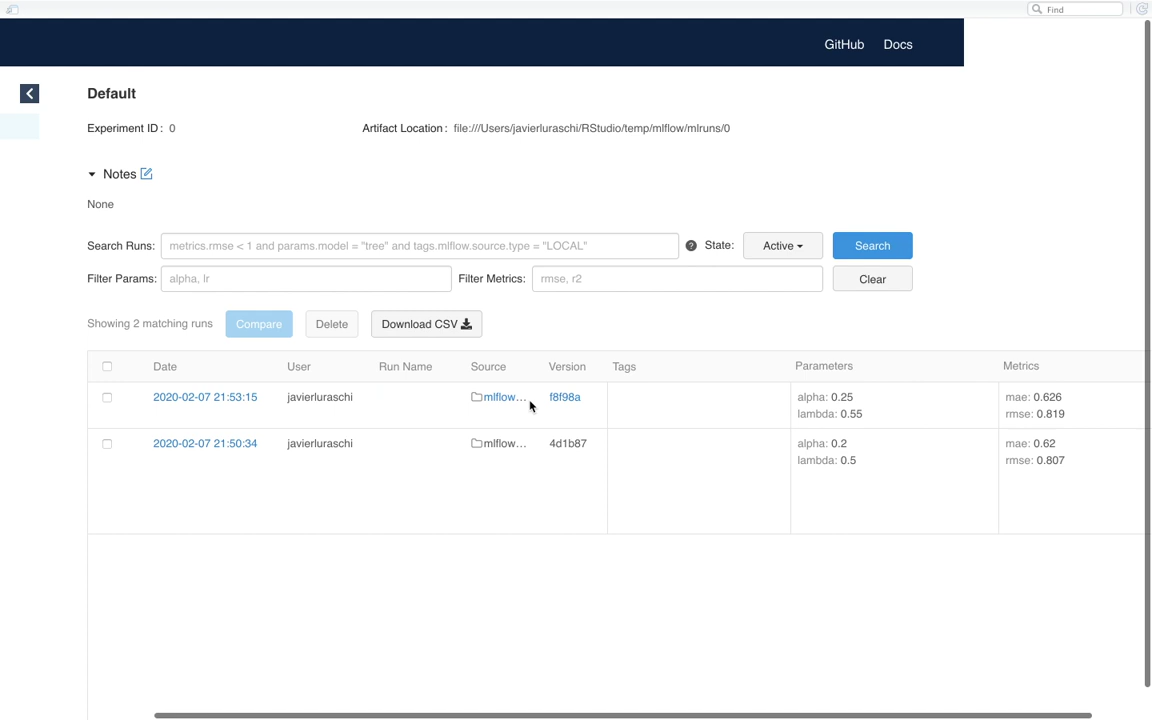 Find
GitHub Docs
Default
Experiment ID: 0 Artifact Location: file:///Users/javierluraschi/RStudio/temp/mlflow/mlruns/0
Notes
None
Search Runs: metrics.rmse < 1 and params.model = "tree" and tags.mlflow.source.type = "LOCAL" ? State: Active Search
Filter Params: alpha, lr Filter Metrics: rmse, r2 Clear
Showing 2 matching runs Compare Delete Download CSV
Date User Run Name Source Version Tags Parameters Metrics
2020-02-07 21:53:15 javierluraschi mlflow... f8f98a alpha: 0.25 mae: 0.626
lambda: 0.55 rmse: 0.819
2020-02-07 21:50:34 javierluraschi mlflow... 4d1b87 alpha: 0.2 mae: 0.62
lambda: 0.5 rmse: 0.807